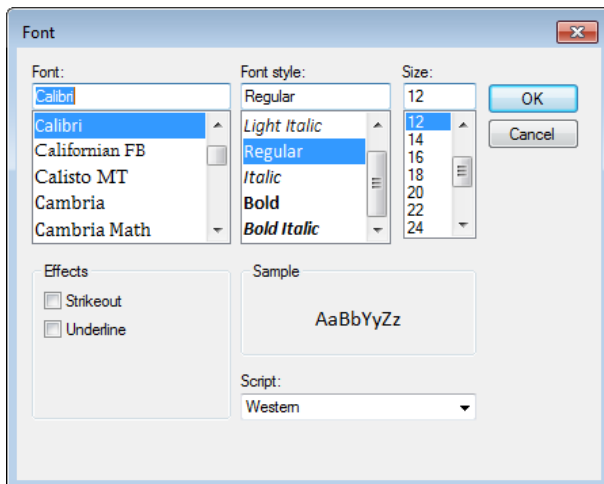 Font
Font: Font style: Size:
Calibri Regular 12 OK
Calibri Light Italic 12
Californian FB Regular 14 Cancel
Calisto MT Italic 16
Cambria Bold 18
Cambria Math Bold Italic 20
22
24
Effects Sample
Strikeout
Underline
AaBbYyZz
Script:
Western